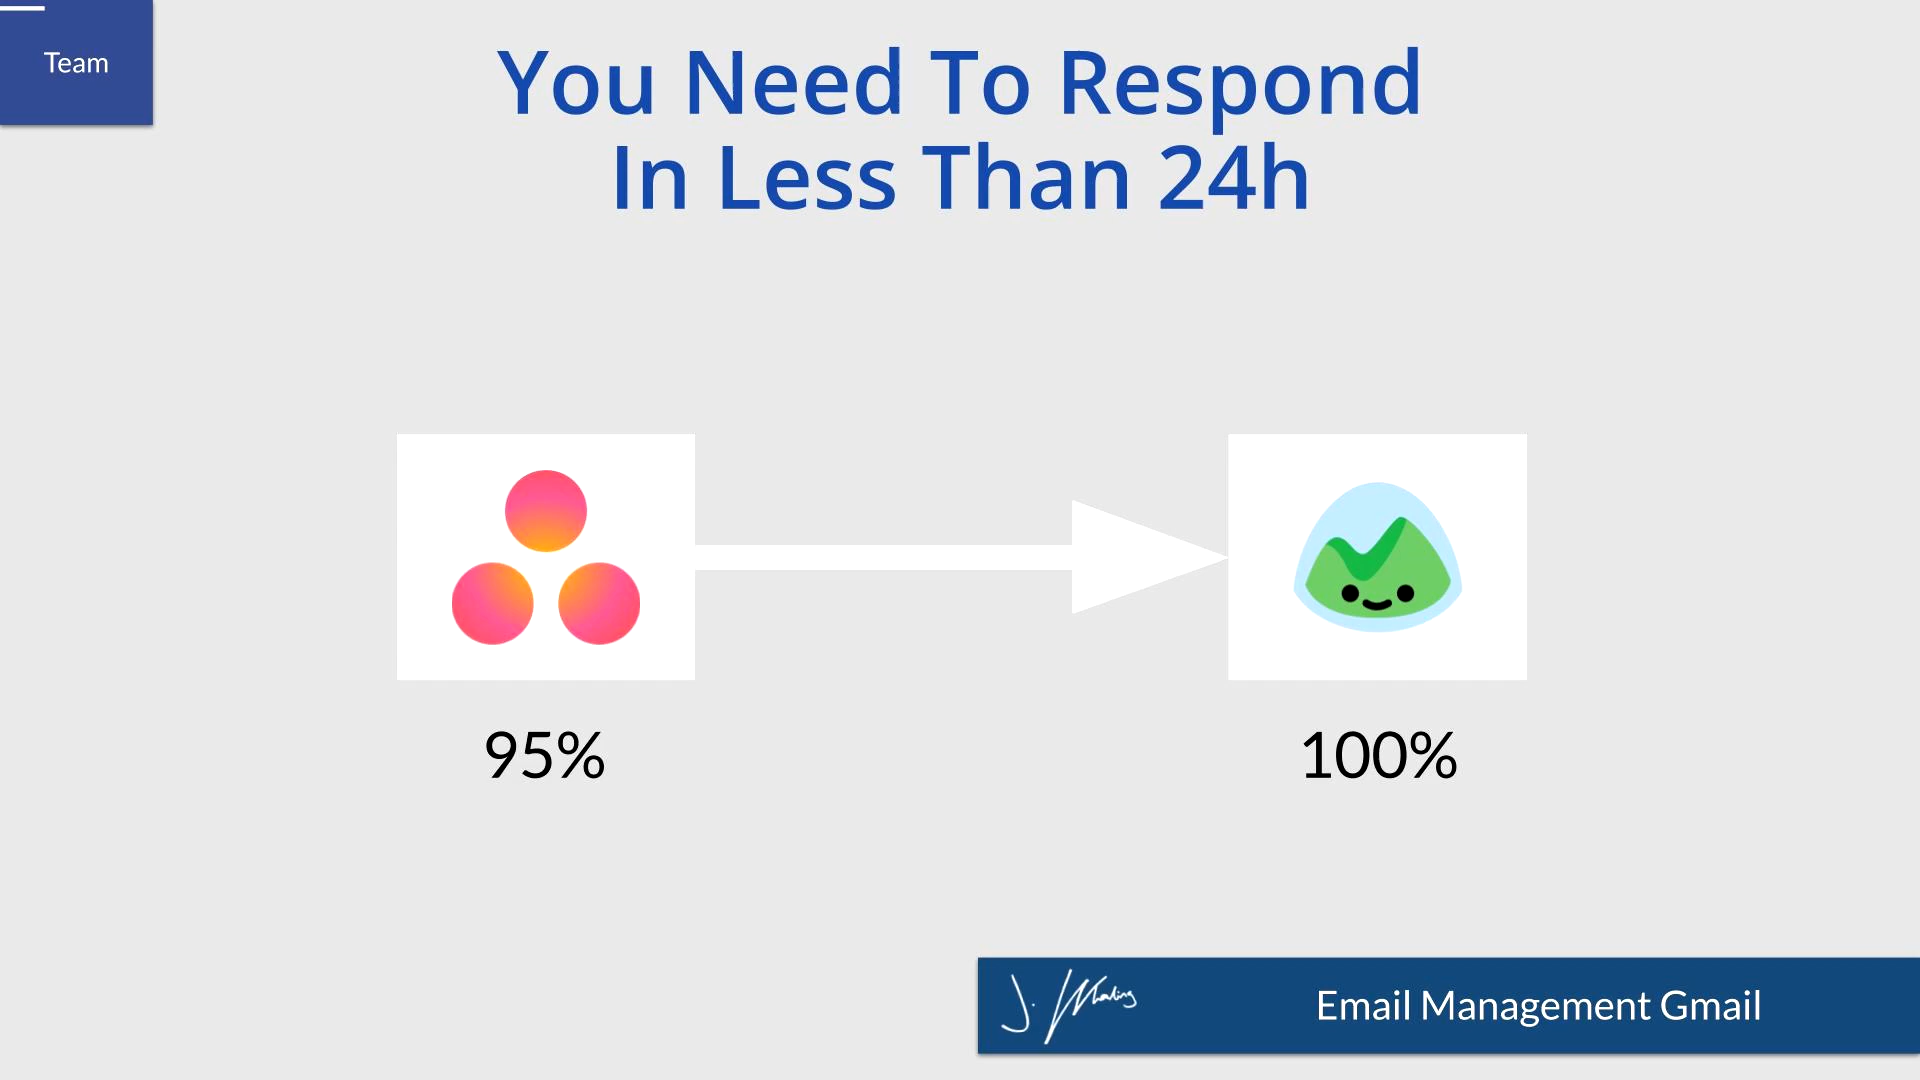 Team
You Need To Respond
In Less Than 24h
95%
100%
Email Management Gmail